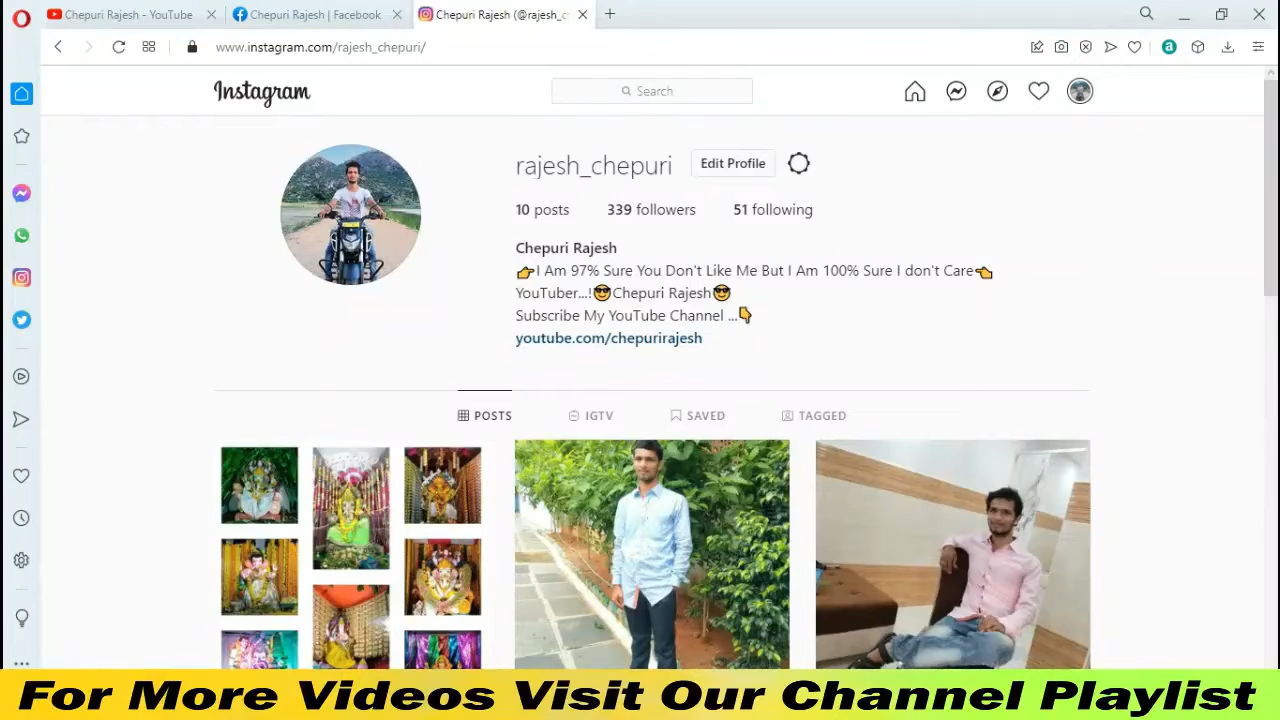 Chepuri Rajesh - YouTube
Chepuri Rajesh | Facebook
Chepuri Rajesh (@rajesh_c
www.instagram.com/rajesh_chepuri/
Instagram
Search
rajesh_chepuri
Edit Profile
10 posts 339 followers 51 following
Chepuri Rajesh
👉I Am 97% Sure You Don't Like Me But I Am 100% Sure I don't Care👈
YouTuber...!😎Chepuri Rajesh😎
Subscribe My YouTube Channel ...👇
youtube.com/chepurirajesh
POSTS IGTV SAVED TAGGED
For More Videos Visit Our Channel Playlist